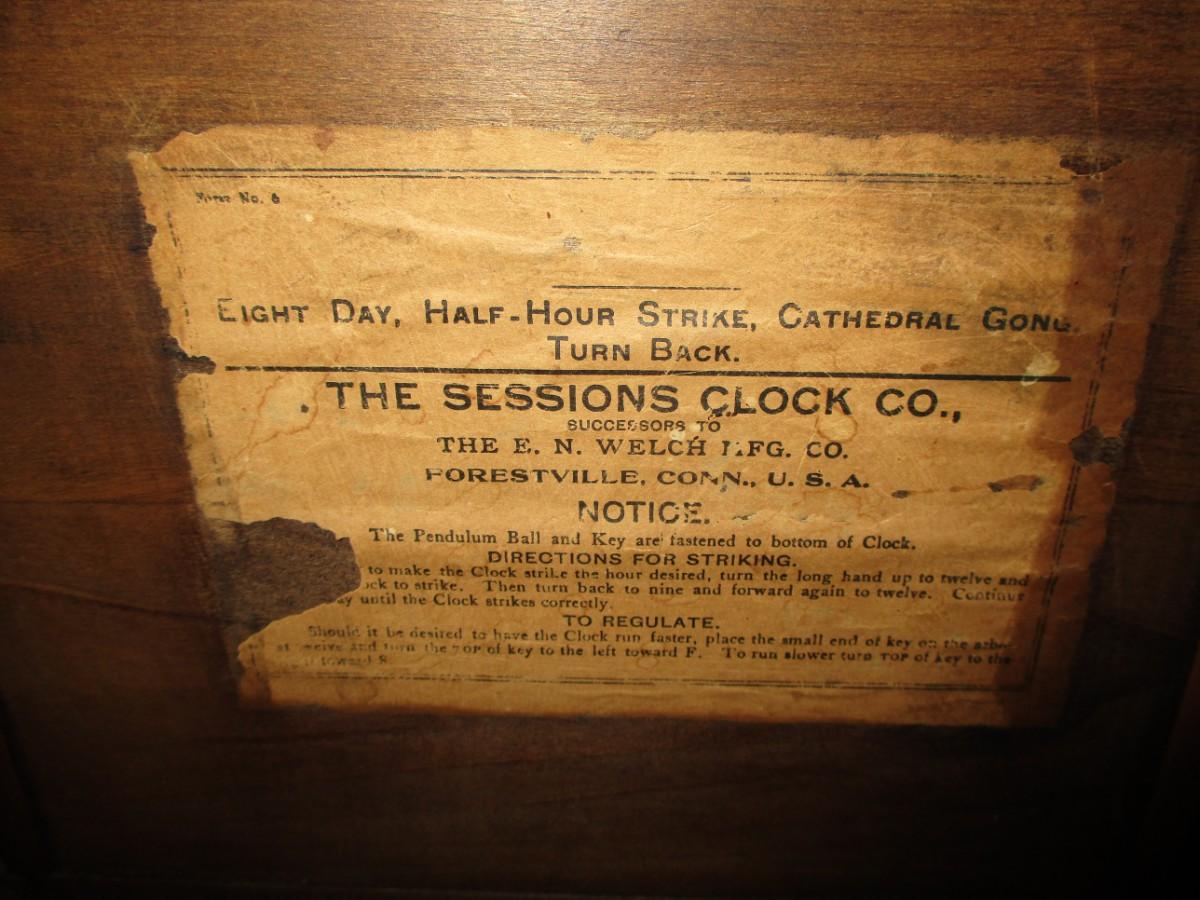 Form No. 6
EIGHT DAY, HALF-HOUR STRIKE, CATHEDRAL GONG.
TURN BACK.
THE SESSIONS CLOCK CO.,
SUCCESSORS TO
THE E. N. WELCH MFG. CO.
FORESTVILLE, CONN., U. S. A.
NOTICE.
The Pendulum Ball and Key are fastened to bottom of Clock.
DIRECTIONS FOR STRIKING.
to make the Clock strike the hour desired, turn the long hand up to twelve and
to strike. Then turn back to nine and forward again to twelve. Continue
until the Clock strikes correctly.
TO REGULATE.
Should it be desired to have the Clock run faster, place the small end of key on the
at twelve and turn the TOP of key to the left toward F. To run slower turn TOP of key to the
toward S